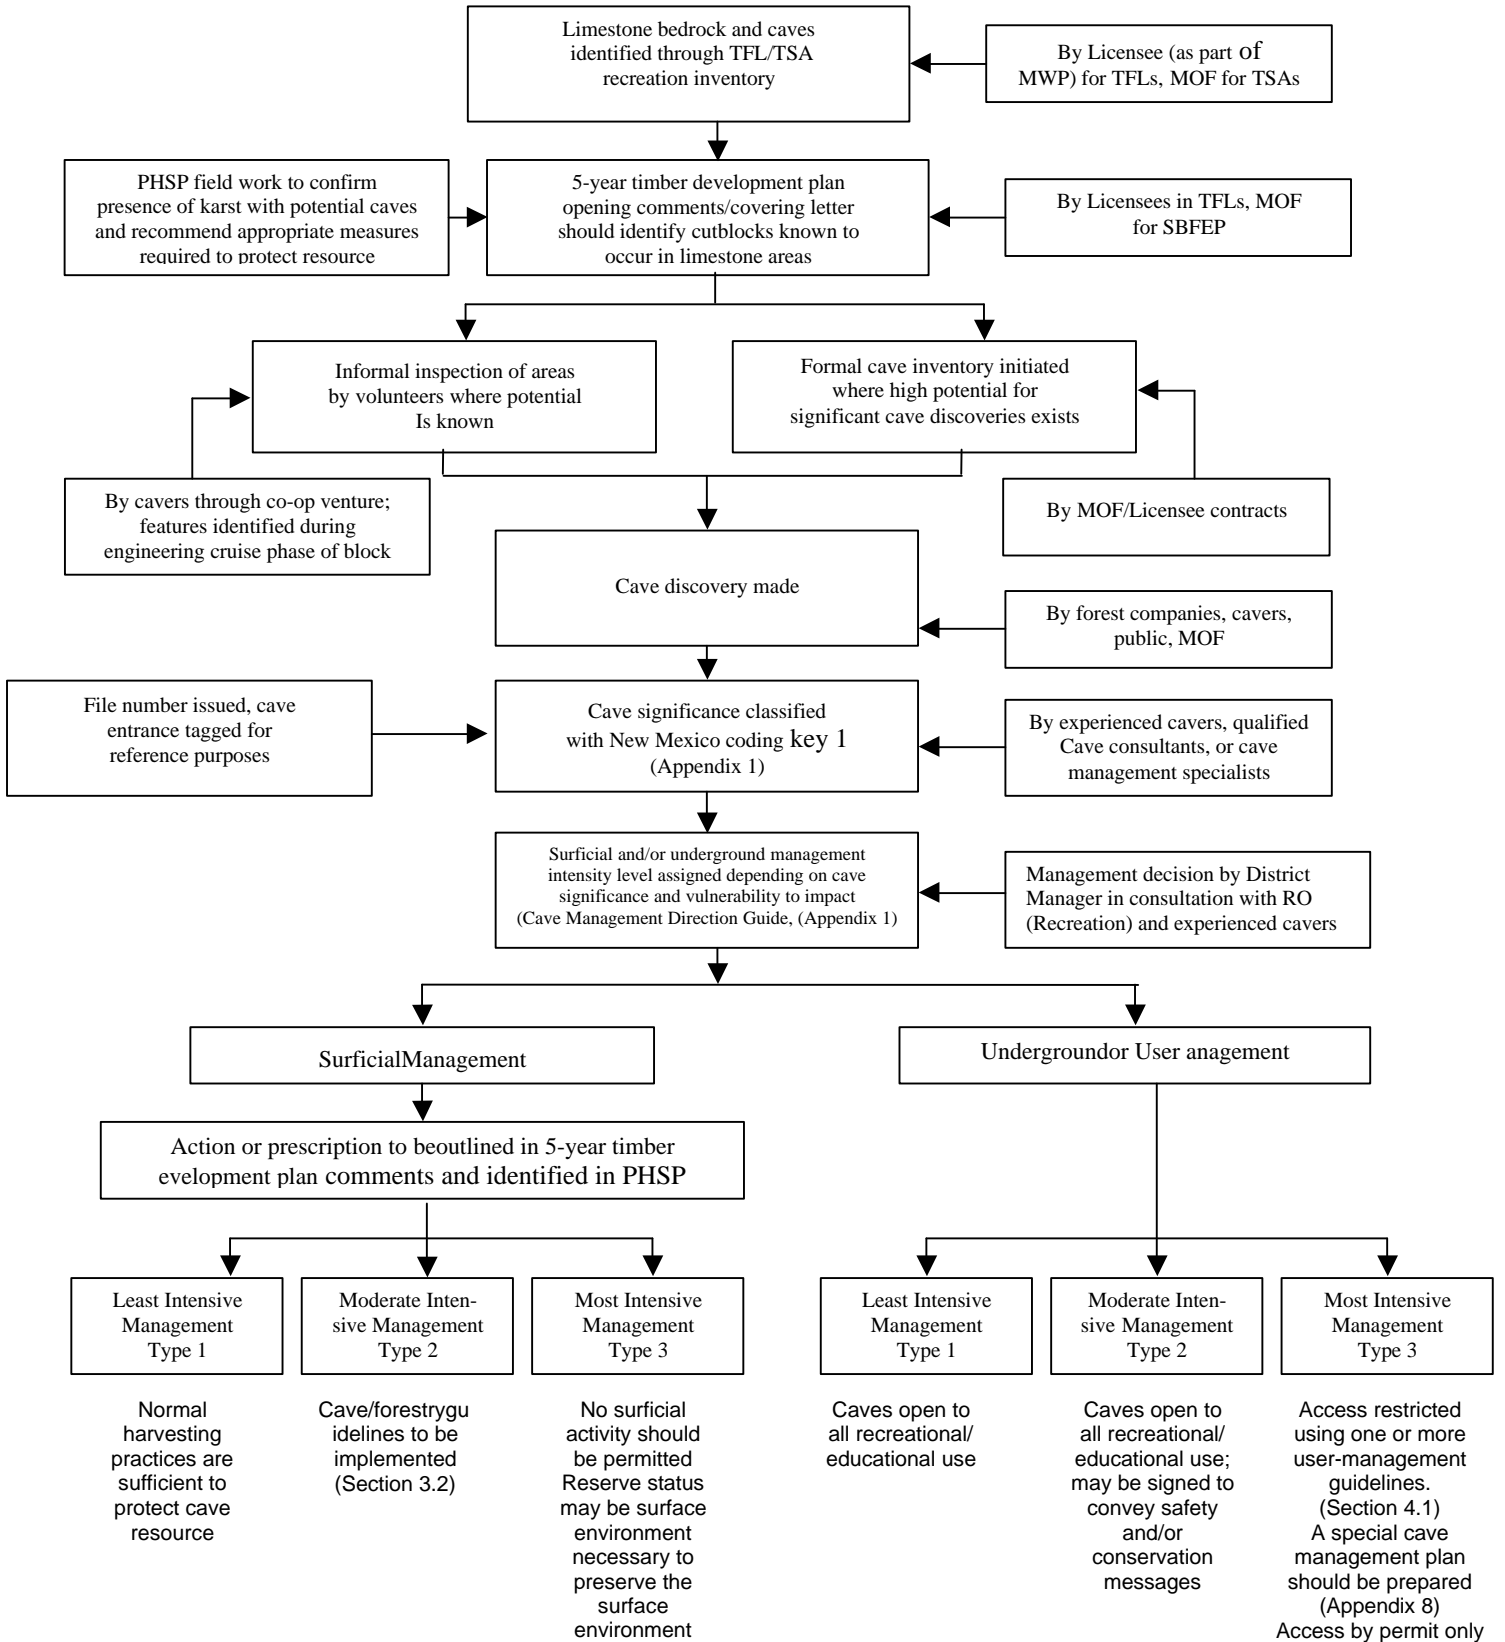 Limestone bedrock and caves
identified through TFL/TSA
recreation inventory
By Licensee (as part of
MWP) for TFLs, MOF for TSAs
PHSP field work to confirm
presence of karst with potential caves
and recommend appropriate measures
required to protect resource
5-year timber development plan
opening comments/covering letter
should identify cutblocks known to
occur in limestone areas
By Licensees in TFLs, MOF
for SBFEP
Informal inspection of areas
by volunteers where potential
Is known
Formal cave inventory initiated
where high potential for
significant cave discoveries exists
By cavers through co-op venture;
features identified during
engineering cruise phase of block
By MOF/Licensee contracts
Cave discovery made
By forest companies, cavers,
public, MOF
File number issued, cave
entrance tagged for
reference purposes
Cave significance classified
with New Mexico coding key 1
(Appendix 1)
By experienced cavers, qualified
Cave consultants, or cave
management specialists
Surficial and/or underground management
intensity level assigned depending on cave
significance and vulnerability to impact
(Cave Management Direction Guide, (Appendix 1)
Management decision by District
Manager in consultation with RO
(Recreation) and experienced cavers
SurficialManagement
Undergroundor User anagement
Action or prescription to beoutlined in 5-year timber
evelopment plan comments and identified in PHSP
Least Intensive
Management
Type 1
Moderate Inten-
sive Management
Type 2
Most Intensive
Management
Type 3
Least Intensive
Management
Type 1
Moderate Inten-
sive Management
Type 2
Most Intensive
Management
Type 3
Normal
harvesting
practices are
sufficient to
protect cave
resource
Cave/forestrygu
idelines to be
implemented
(Section 3.2)
No surficial
activity should
be permitted
Reserve status
may be surface
environment
necessary to
preserve the
surface
environment
Caves open to
all recreational/
educational use
Caves open to
all recreational/
educational use;
may be signed to
convey safety
and/or
conservation
messages
Access restricted
using one or more
user-management
guidelines.
(Section 4.1)
A special cave
management plan
should be prepared
(Appendix 8)
Access by permit only